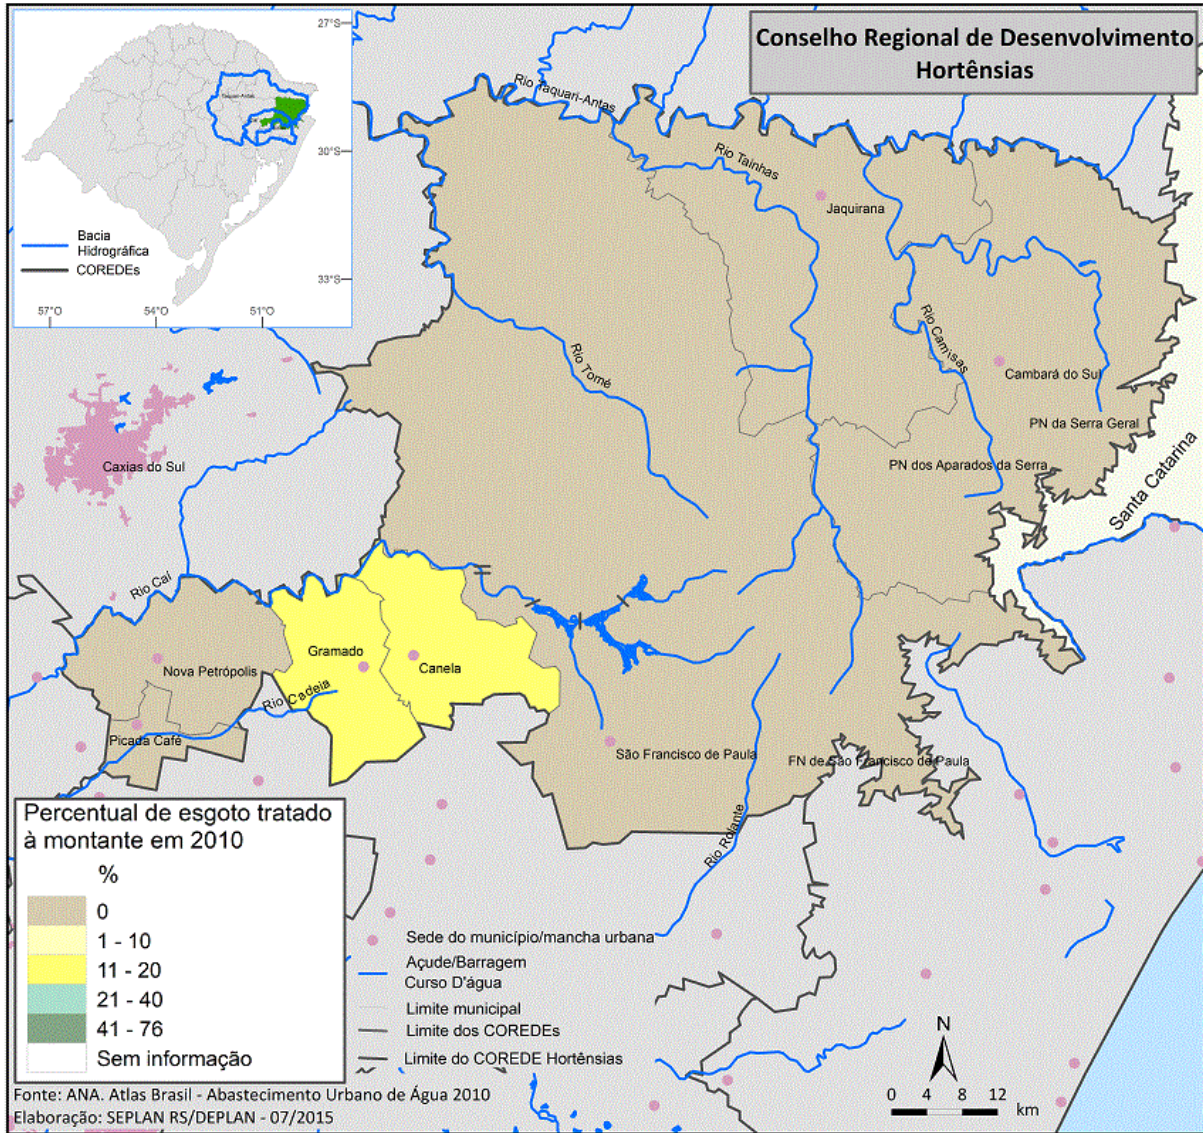 Conselho Regional de Desenvolvimento
Hortênsias
27°S
30°S
33°S
57°O
54°O
51°O
Taquari-Antas
Bacia
Hidrográfica
COREDEs
Rio Taquari-Antas
Rio Tainhas
Jaquirana
Rio Camisas
Rio Tomé
Cambará do Sul
PN da Serra Geral
PN dos Aparados da Serra
Santa Catarina
Caxias do Sul
Rio Caí
Nova Petrópolis
Gramado
Canela
Rio Cadeia
Picada Café
São Francisco de Paula
FN de São Francisco de Paula
Rio Rolante
Percentual de esgoto tratado
à montante em 2010
%
0
1 - 10
11 - 20
21 - 40
41 - 76
Sem informação
Sede do município/mancha urbana
Açude/Barragem
Curso D'água
Limite municipal
Limite dos COREDEs
Limite do COREDE Hortênsias
N
0 4 8 12
km
Fonte: ANA. Atlas Brasil - Abastecimento Urbano de Água 2010
Elaboração: SEPLAN RS/DEPLAN - 07/2015